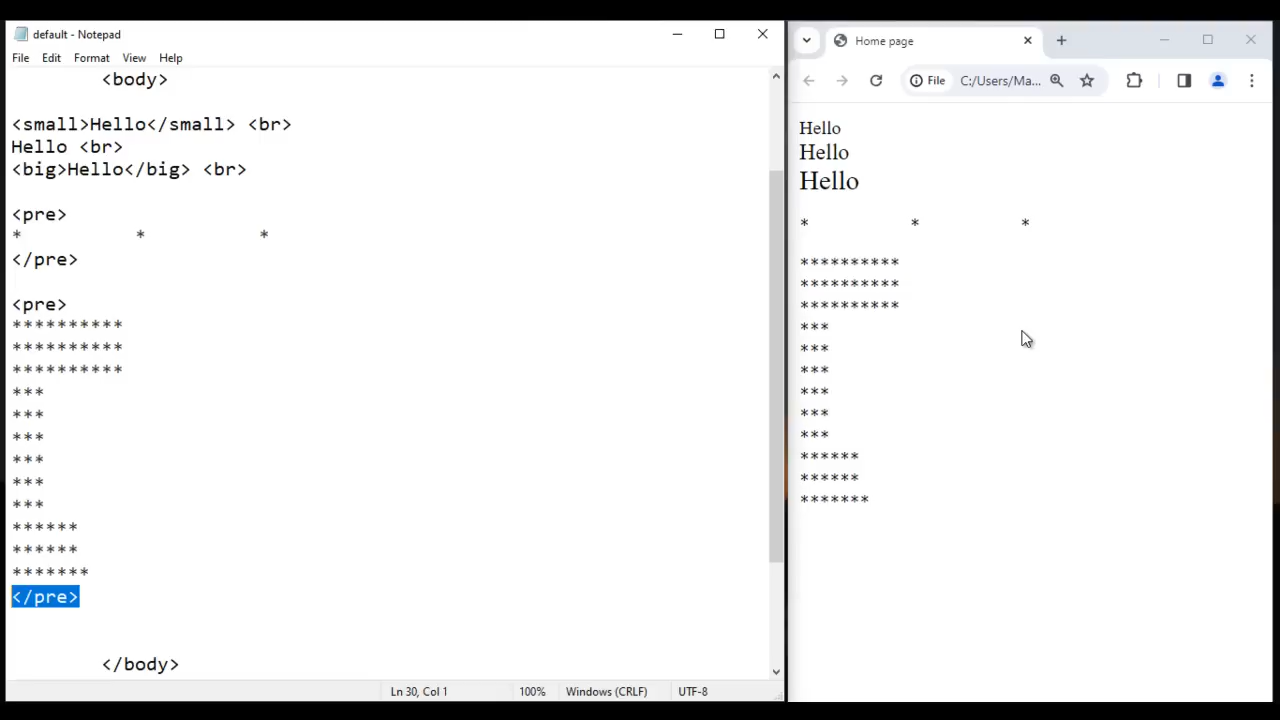 default - Notepad
File Edit Format View Help
<body>
<small>Hello</small> <br>
Hello <br>
<big>Hello</big> <br>
<pre>
* * *
</pre>
<pre>
**********
**********
**********
***
***
***
***
***
***
******
******
*******
</pre>
</body>
Ln 30, Col 1 100% Windows (CRLF) UTF-8
Home page
File C:/Users/Ma...
Hello
Hello
Hello
* * *
**********
**********
**********
***
***
***
***
***
***
******
******
*******